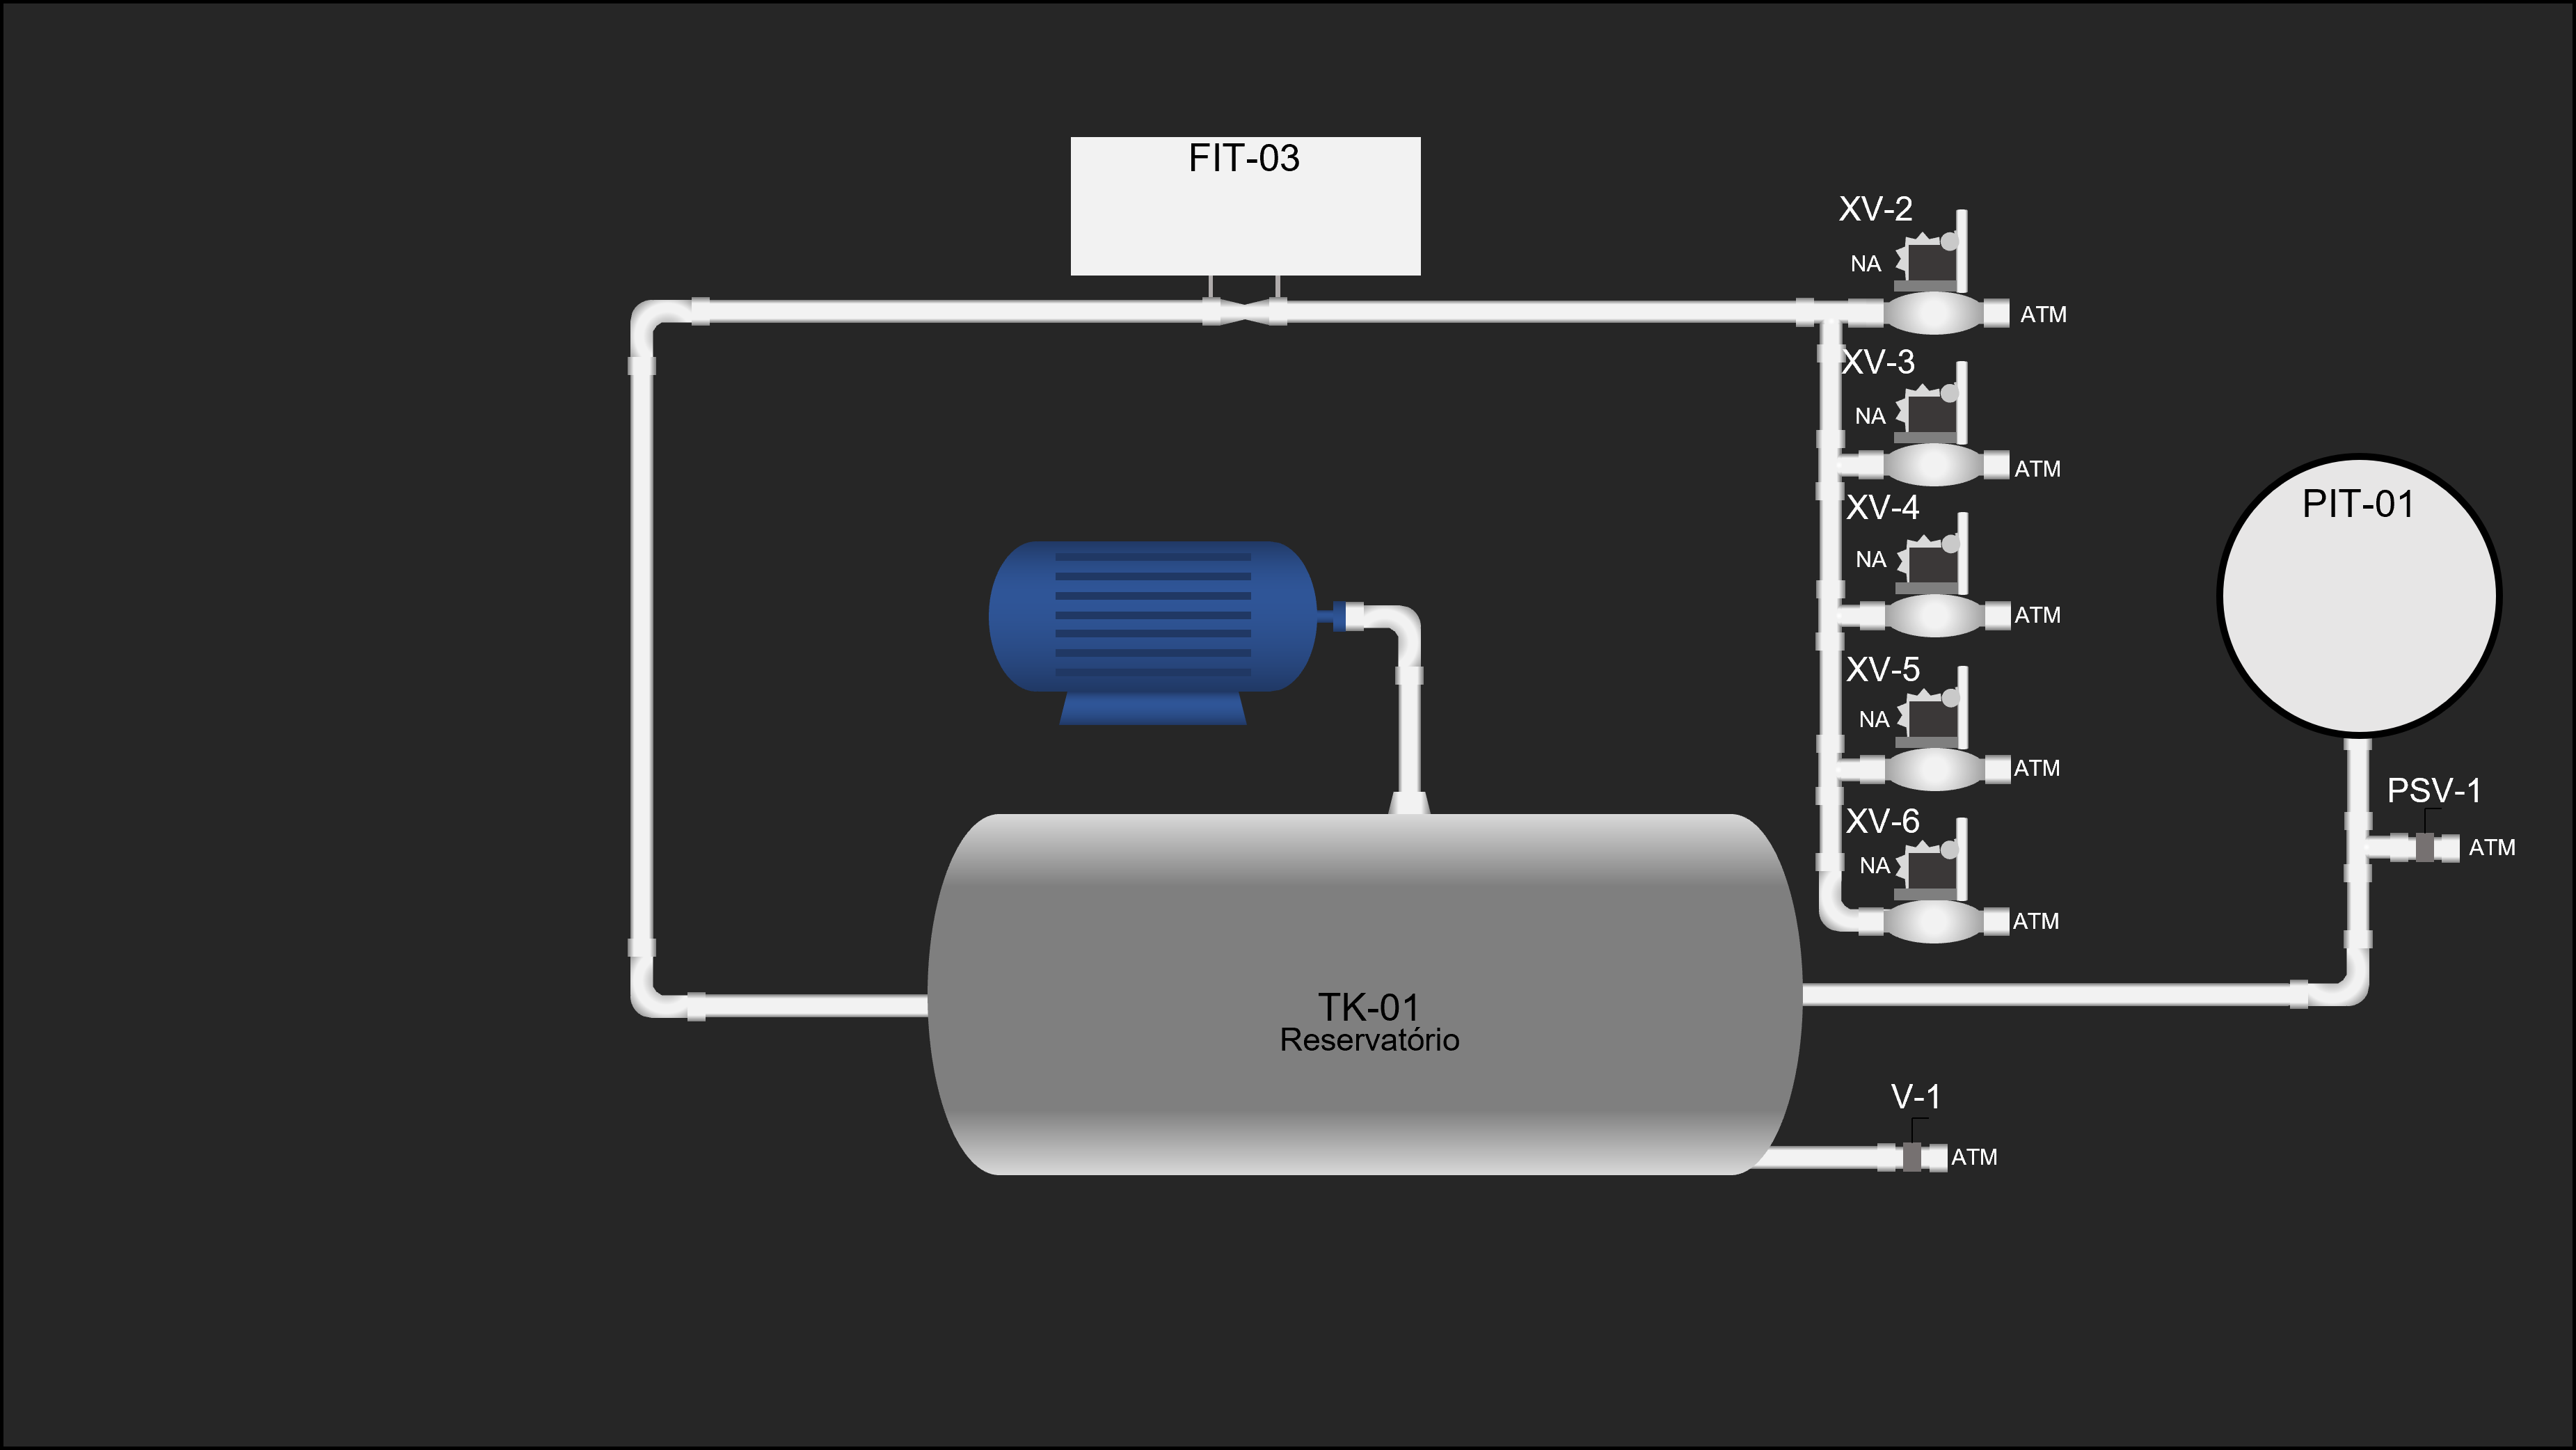 FIT-03
XV-2
NA
ATM
XV-3
NA
ATM
XV-4
NA
ATM
XV-5
NA
ATM
XV-6
NA
ATM
PIT-01
PSV-1
ATM
TK-01
Reservatório
V-1
ATM